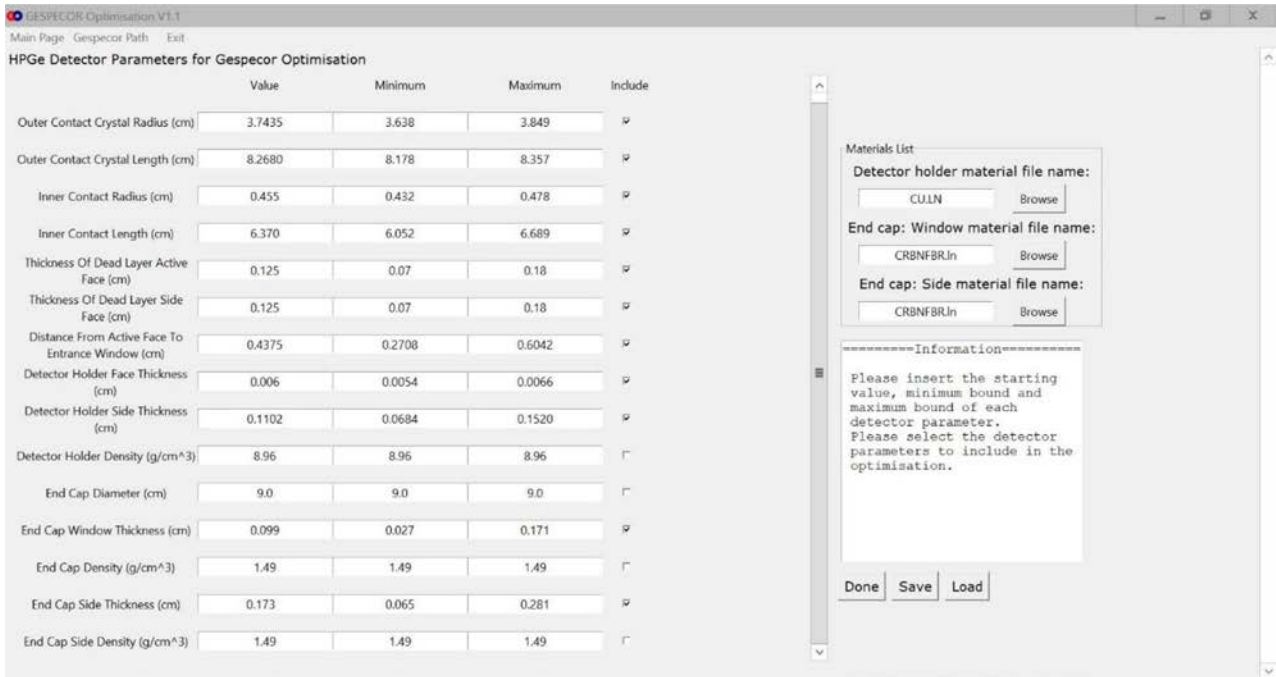 GESPECOR Optimisation V1.1
Main Page Gespecor Path Exit
HPGe Detector Parameters for Gespecor Optimisation
Value Minimum Maximum Include
Outer Contact Crystal Radius (cm) 3.7435 3.638 3.849
Outer Contact Crystal Length (cm) 8.2680 8.178 8.357
Inner Contact Radius (cm) 0.455 0.432 0.478
Inner Contact Length (cm) 6.370 6.052 6.689
Thickness Of Dead Layer Active
Face (cm) 0.125 0.07 0.18
Thickness Of Dead Layer Side
Face (cm) 0.125 0.07 0.18
Distance From Active Face To
Entrance Window (cm) 0.4375 0.2708 0.6042
Detector Holder Face Thickness
(cm) 0.006 0.0054 0.0066
Detector Holder Side Thickness
(cm) 0.1102 0.0684 0.1520
Detector Holder Density (g/cm^3) 8.96 8.96 8.96
End Cap Diameter (cm) 9.0 9.0 9.0
End Cap Window Thickness (cm) 0.099 0.027 0.171
End Cap Density (g/cm^3) 1.49 1.49 1.49
End Cap Side Thickness (cm) 0.173 0.065 0.281
End Cap Side Density (g/cm^3) 1.49 1.49 1.49
Materials List
Detector holder material file name:
CU.LN Browse
End cap: Window material file name:
CRBNFBR.ln Browse
End cap: Side material file name:
CRBNFBR.ln Browse
=========Information==========
Please insert the starting
value, minimum bound and
maximum bound of each
detector parameter.
Please select the detector
parameters to include in the
optimisation.
Done Save Load